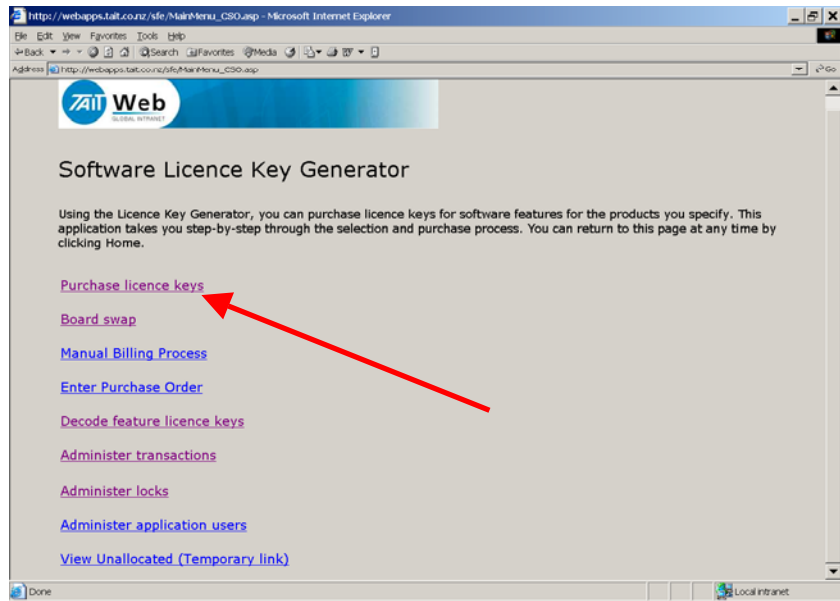 http://webapps.tait.co.nz/sfe/MainMenu_CSO.asp - Microsoft Internet Explorer
File Edit View Favorites Tools Help
Back Search Favorites Media
Address http://webapps.tait.co.nz/sfe/MainMenu_CSO.asp Go
TAIT Web
GLOBAL INTRANET
Software Licence Key Generator
Using the Licence Key Generator, you can purchase licence keys for software features for the products you specify. This
application takes you step-by-step through the selection and purchase process. You can return to this page at any time by
clicking Home.
Purchase licence keys
Board swap
Manual Billing Process
Enter Purchase Order
Decode feature licence keys
Administer transactions
Administer locks
Administer application users
View Unallocated (Temporary link)
Done Local intranet